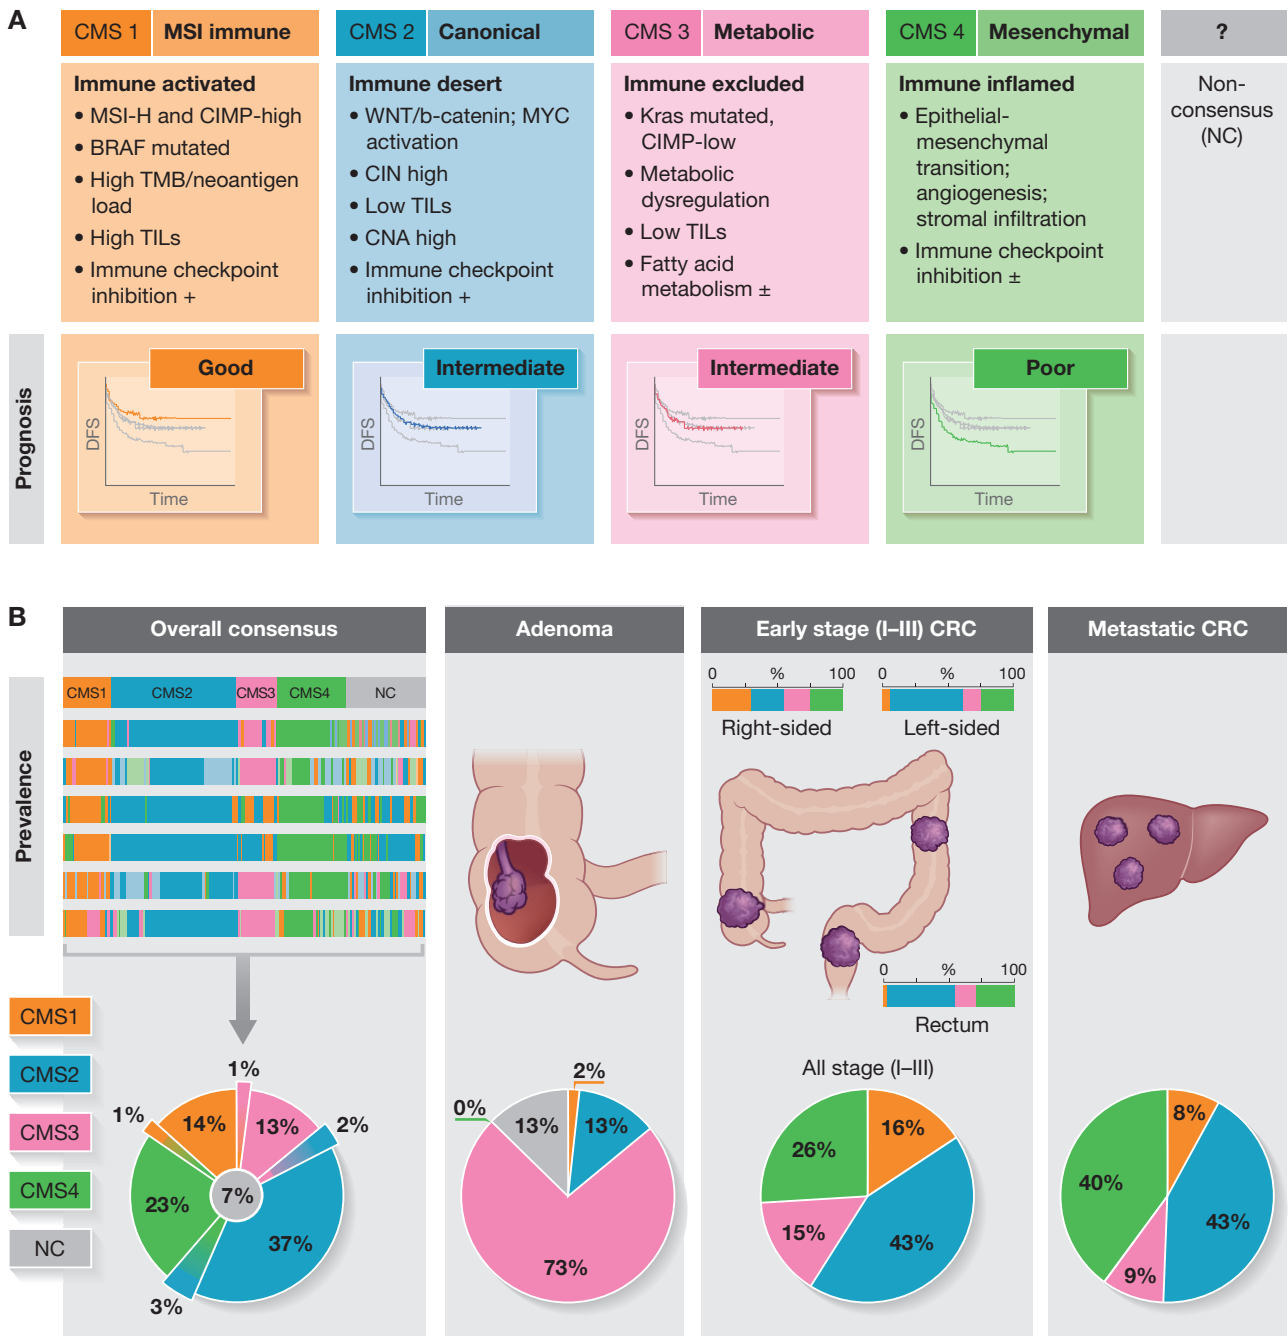 A
CMS 1 MSI immune
CMS 2 Canonical
CMS 3 Metabolic
CMS 4 Mesenchymal
?
Immune activated
• MSI-H and CIMP-high
• BRAF mutated
• High TMB/neoantigen
load
• High TILs
• Immune checkpoint
inhibition +
Immune desert
• WNT/b-catenin; MYC
activation
• CIN high
• Low TILs
• CNA high
• Immune checkpoint
inhibition +
Immune excluded
• Kras mutated,
CIMP-low
• Metabolic
dysregulation
• Low TILs
• Fatty acid
metabolism ±
Immune inflamed
• Epithelial-
mesenchymal
transition;
angiogenesis;
stromal infiltration
• Immune checkpoint
inhibition ±
Non-
consensus
(NC)
Prognosis
Good
DFS
Time
Intermediate
DFS
Time
Intermediate
DFS
Time
Poor
DFS
Time
B
Overall consensus
Adenoma
Early stage (I–III) CRC
Metastatic CRC
Prevalence
CMS1 CMS2 CMS3 CMS4 NC
0 % 100
Right-sided
0 % 100
Left-sided
0 % 100
Rectum
CMS1
CMS2
CMS3
CMS4
NC
1%
14%
1%
13%
2%
23%
7%
37%
3%
2%
0%
13%
13%
73%
All stage (I–III)
16%
26%
15%
43%
8%
40%
43%
9%